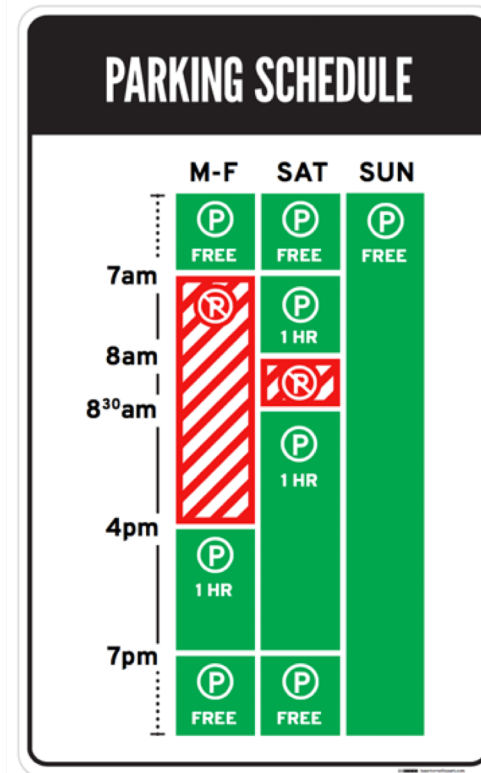 PARKING SCHEDULE
M-F SAT SUN
P P P
FREE FREE FREE
7am
P P
1 HR
8am
P
8³⁰am
P
1 HR
4pm
P
1 HR
7pm
P P
FREE FREE